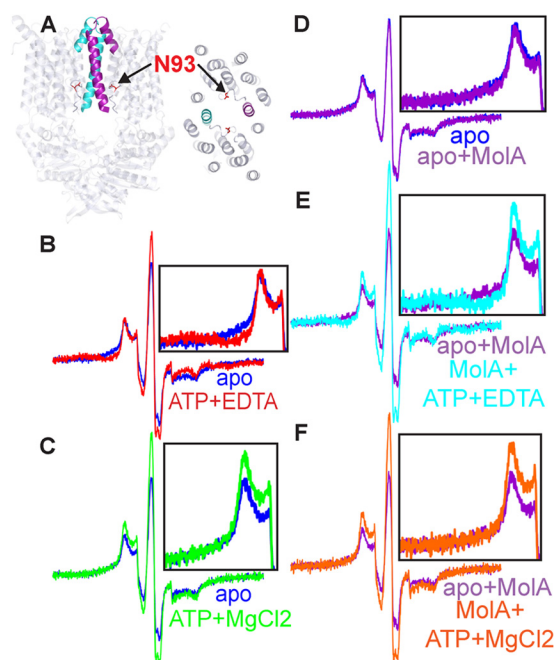 A
N93
B
apo
ATP+EDTA
C
apo
ATP+MgCl2
D
apo
apo+MolA
E
apo+MolA
MolA+
ATP+EDTA
F
apo+MolA
MolA+
ATP+MgCl2